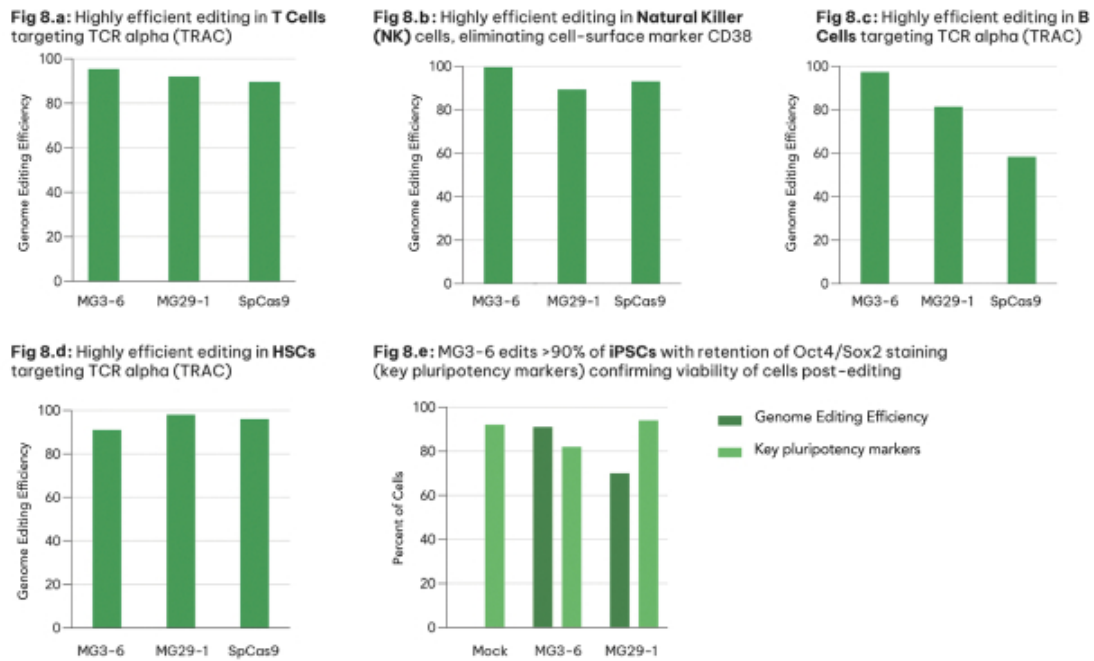 Fig 8.a: Highly efficient editing in T Cells
targeting TCR alpha (TRAC)
100
80
60
40
20
0
Genome Editing Efficiency
MG3-6 MG29-1 SpCas9
Fig 8.b: Highly efficient editing in Natural Killer
(NK) cells, eliminating cell-surface marker CD38
100
80
60
40
20
0
Genome Editing Efficiency
MG3-6 MG29-1 SpCas9
Fig 8.c: Highly efficient editing in B
Cells targeting TCR alpha (TRAC)
100
80
60
40
20
0
Genome Editing Efficiency
MG3-6 MG29-1 SpCas9
Fig 8.d: Highly efficient editing in HSCs
targeting TCR alpha (TRAC)
100
80
60
40
20
0
Genome Editing Efficiency
MG3-6 MG29-1 SpCas9
Fig 8.e: MG3-6 edits >90% of iPSCs with retention of Oct4/Sox2 staining
(key pluripotency markers) confirming viability of cells post-editing
100
80
60
40
20
0
Percent of Cells
Mock MG3-6 MG29-1
Genome Editing Efficiency
Key pluripotency markers